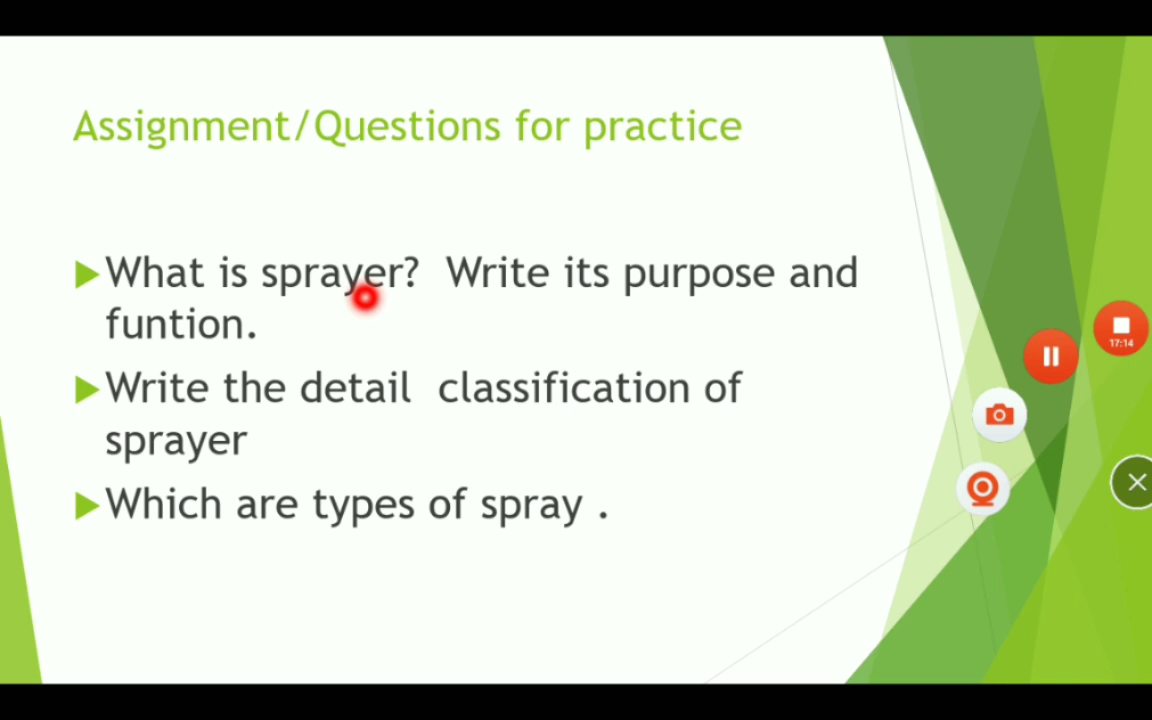 Assignment/Questions for practice
What is sprayer?  Write its purpose and
funtion.
Write the detail  classification of
sprayer
Which are types of spray .
17:14